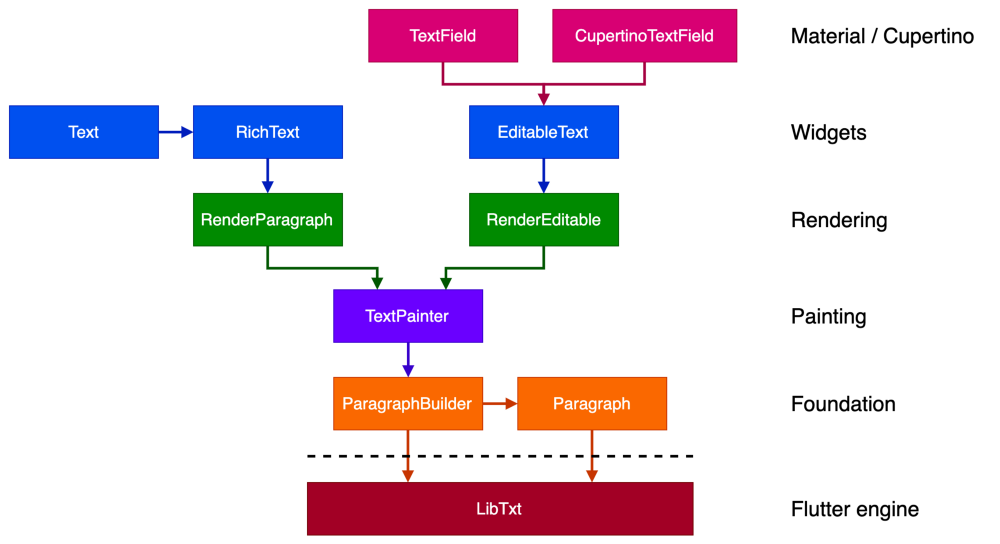 TextField
CupertinoTextField
Material / Cupertino
Text
RichText
EditableText
Widgets
RenderParagraph
RenderEditable
Rendering
TextPainter
Painting
ParagraphBuilder
Paragraph
Foundation
LibTxt
Flutter engine